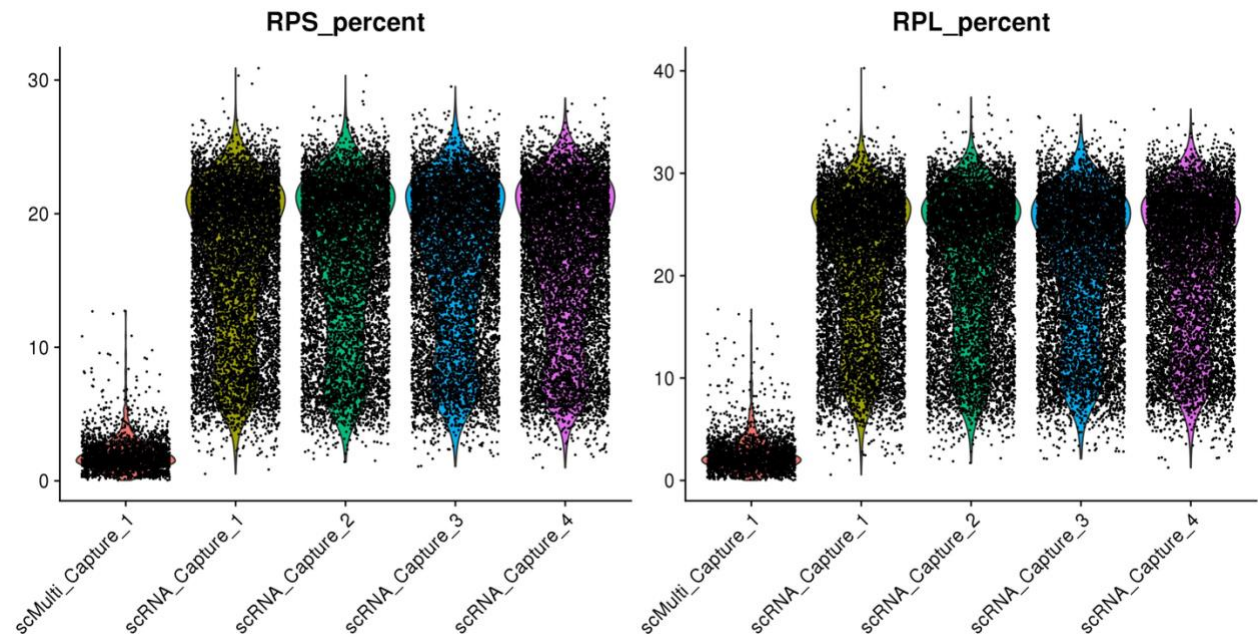 RPS_percent
30
20
10
0
scMulti_Capture_1
scRNA_Capture_1
scRNA_Capture_2
scRNA_Capture_3
scRNA_Capture_4
RPL_percent
40
30
20
10
0
scMulti_Capture_1
scRNA_Capture_1
scRNA_Capture_2
scRNA_Capture_3
scRNA_Capture_4